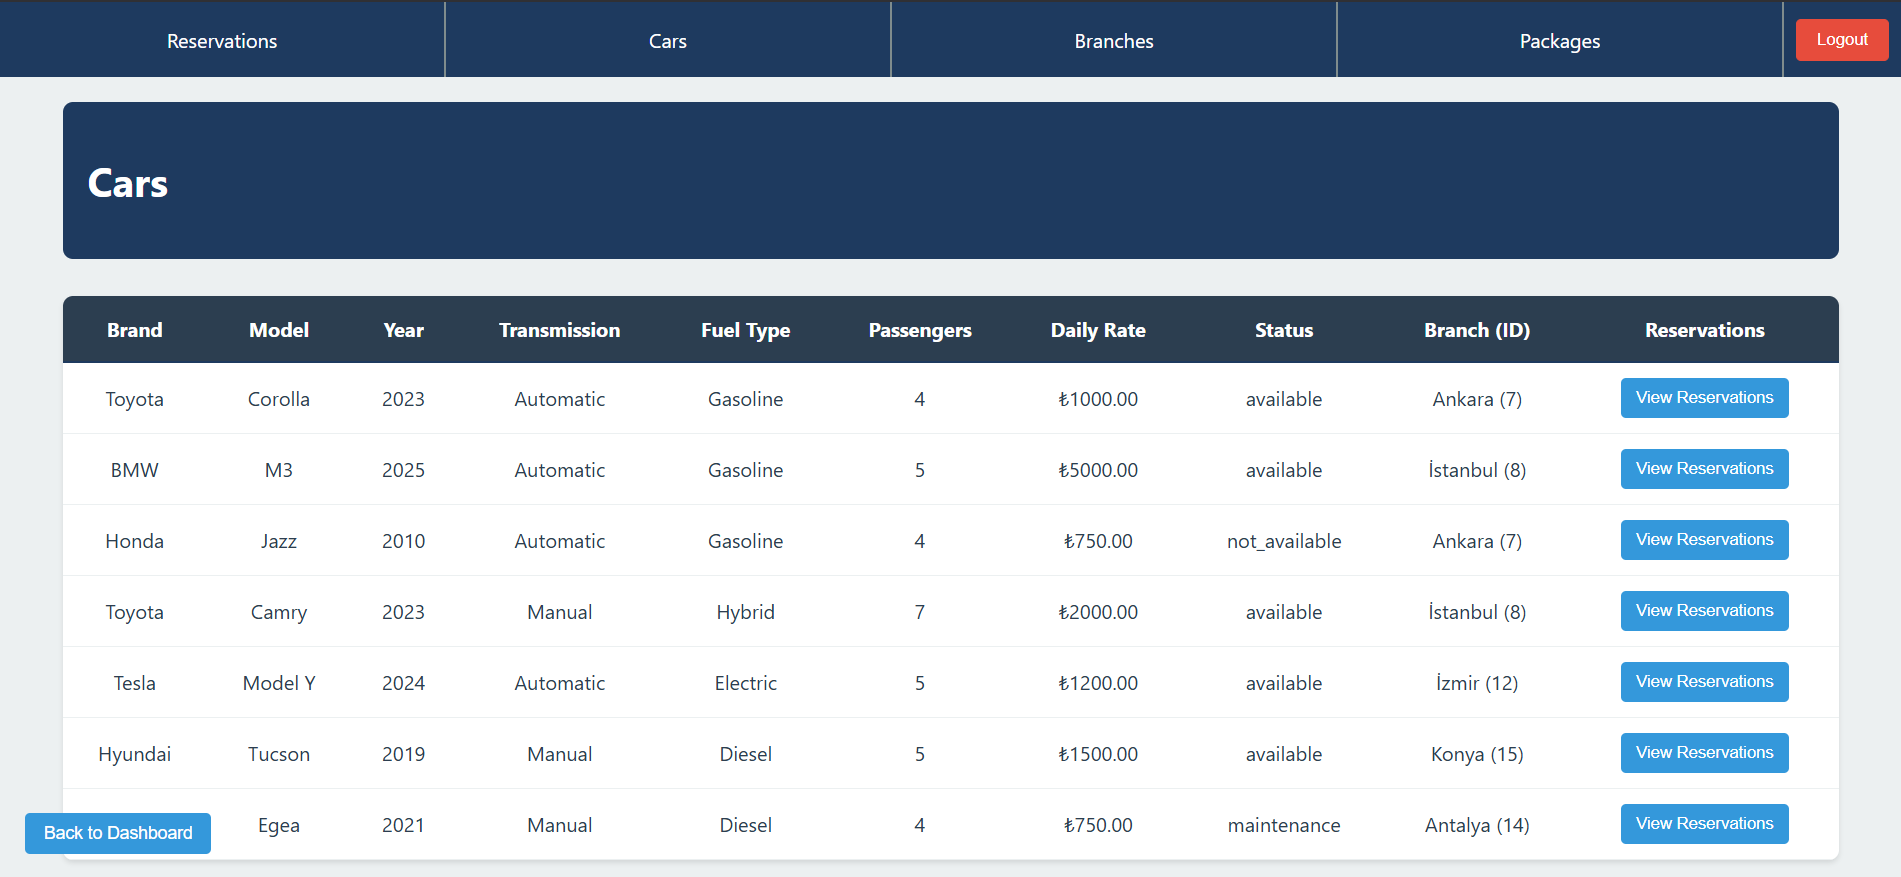 Reservations Cars Branches Packages Logout
Cars
Brand Model Year Transmission Fuel Type Passengers Daily Rate Status Branch (ID) Reservations
Toyota Corolla 2023 Automatic Gasoline 4 ₺1000.00 available Ankara (7) View Reservations
BMW M3 2025 Automatic Gasoline 5 ₺5000.00 available İstanbul (8) View Reservations
Honda Jazz 2010 Automatic Gasoline 4 ₺750.00 not_available Ankara (7) View Reservations
Toyota Camry 2023 Manual Hybrid 7 ₺2000.00 available İstanbul (8) View Reservations
Tesla Model Y 2024 Automatic Electric 5 ₺1200.00 available İzmir (12) View Reservations
Hyundai Tucson 2019 Manual Diesel 5 ₺1500.00 available Konya (15) View Reservations
Back to Dashboard Egea 2021 Manual Diesel 4 ₺750.00 maintenance Antalya (14) View Reservations